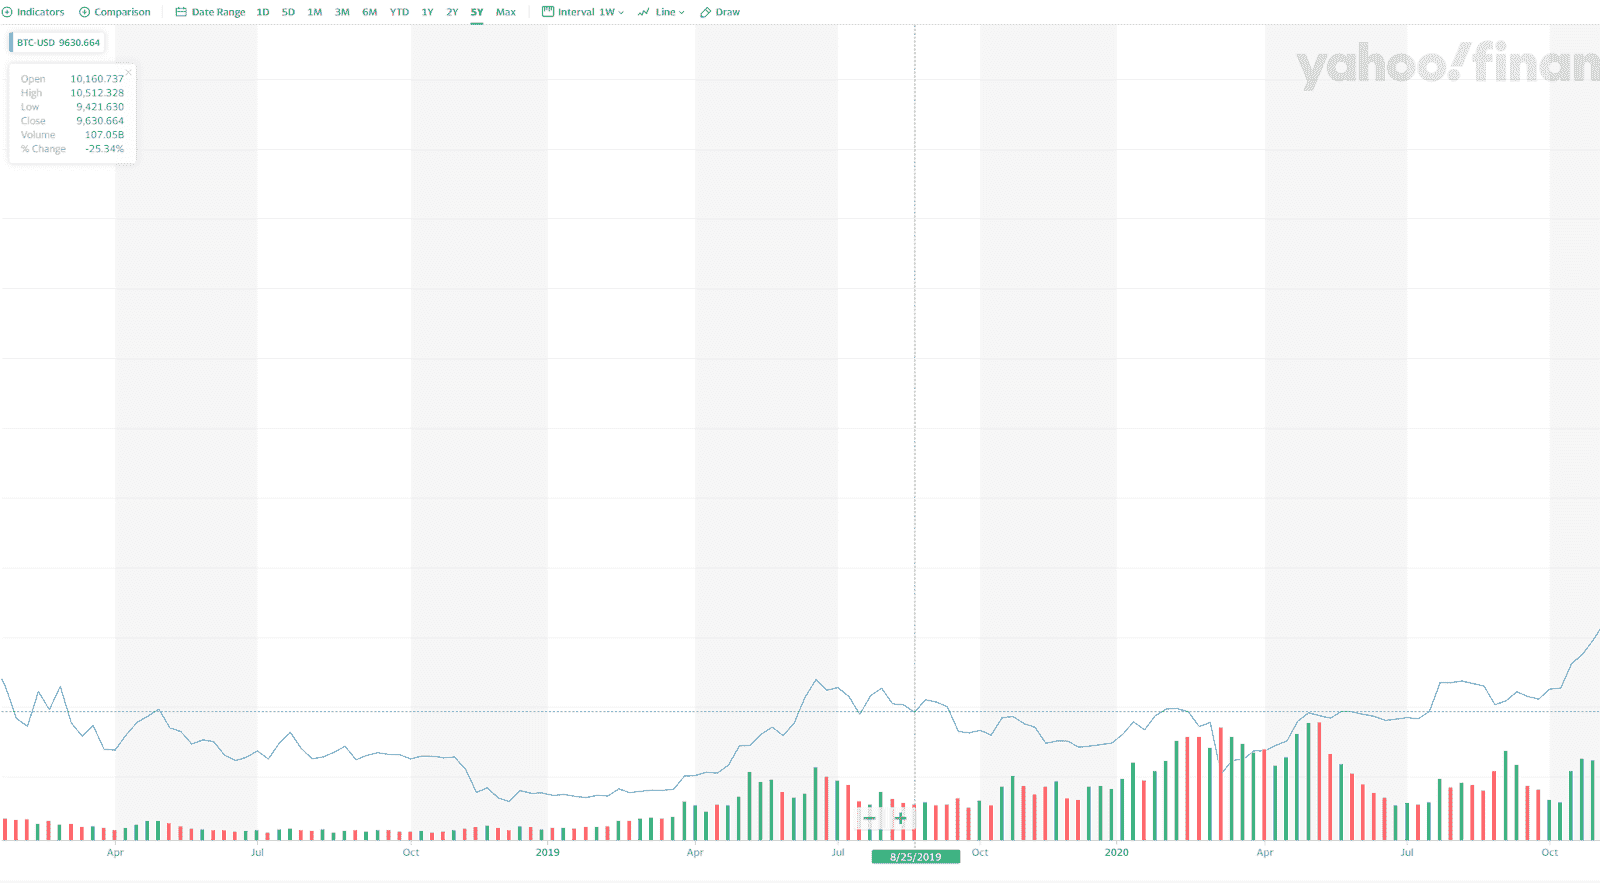 Indicators Comparison Date Range 1D 5D 1M 3M 6M YTD 1Y 2Y 5Y Max Interval 1W Line Draw
BTC-USD 9630.664
yahoo!finan
Open 10,160.737
High 10,512.328
Low 9,421.630
Close 9,630.664
Volume 107.05B
% Change -25.34%
Apr Jul Oct 2019 Apr Jul 8/25/2019 Oct 2020 Apr Jul Oct